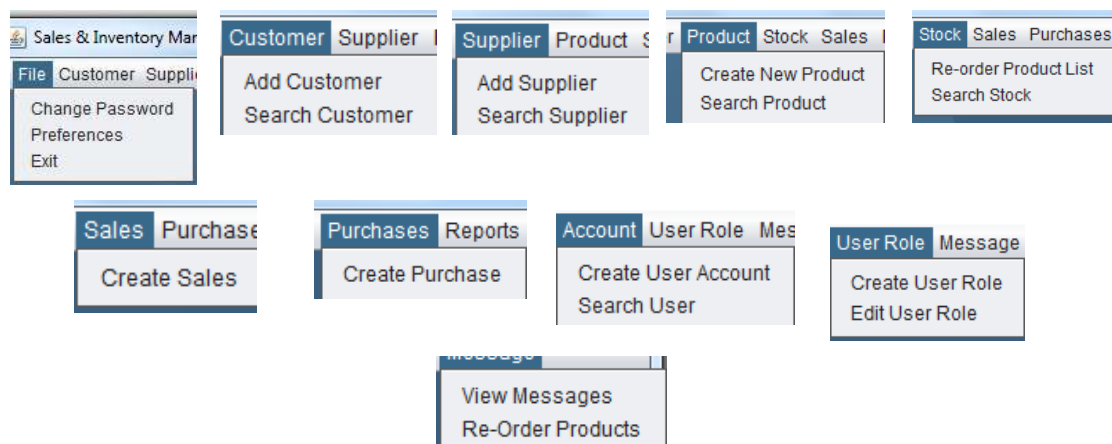 Sales & Inventory Mar
File Customer Suppli
Change Password
Preferences
Exit
Customer Supplier
Add Customer
Search Customer
Supplier Product
Add Supplier
Search Supplier
Product Stock Sales
Create New Product
Search Product
Stock Sales Purchases
Re-order Product List
Search Stock
Sales Purchase
Create Sales
Purchases Reports
Create Purchase
Account User Role Mes
Create User Account
Search User
User Role Message
Create User Role
Edit User Role
Message
View Messages
Re-Order Products